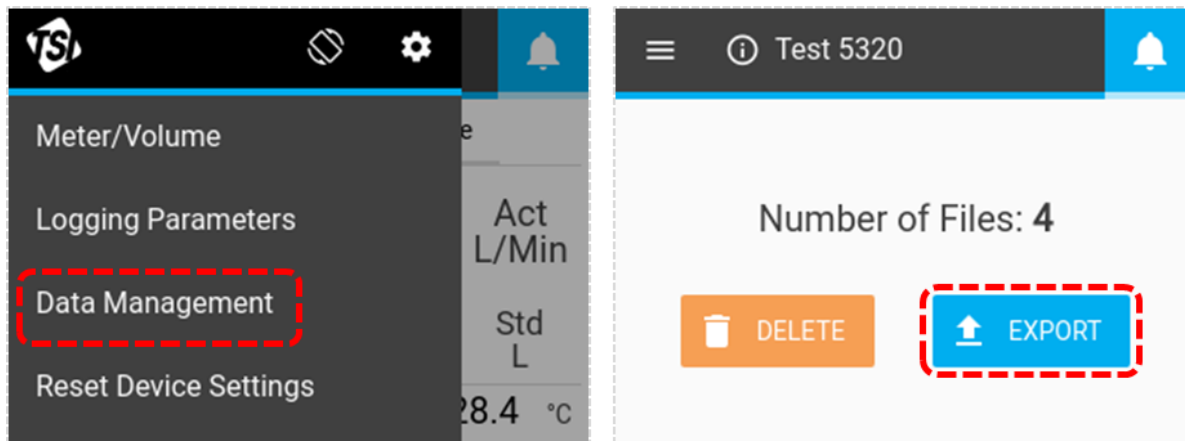 TSI
Meter/Volume
Logging Parameters
Data Management
Reset Device Settings
e
Act
L/Min
Std
L
28.4 °C
Test 5320
Number of Files: 4
DELETE
EXPORT